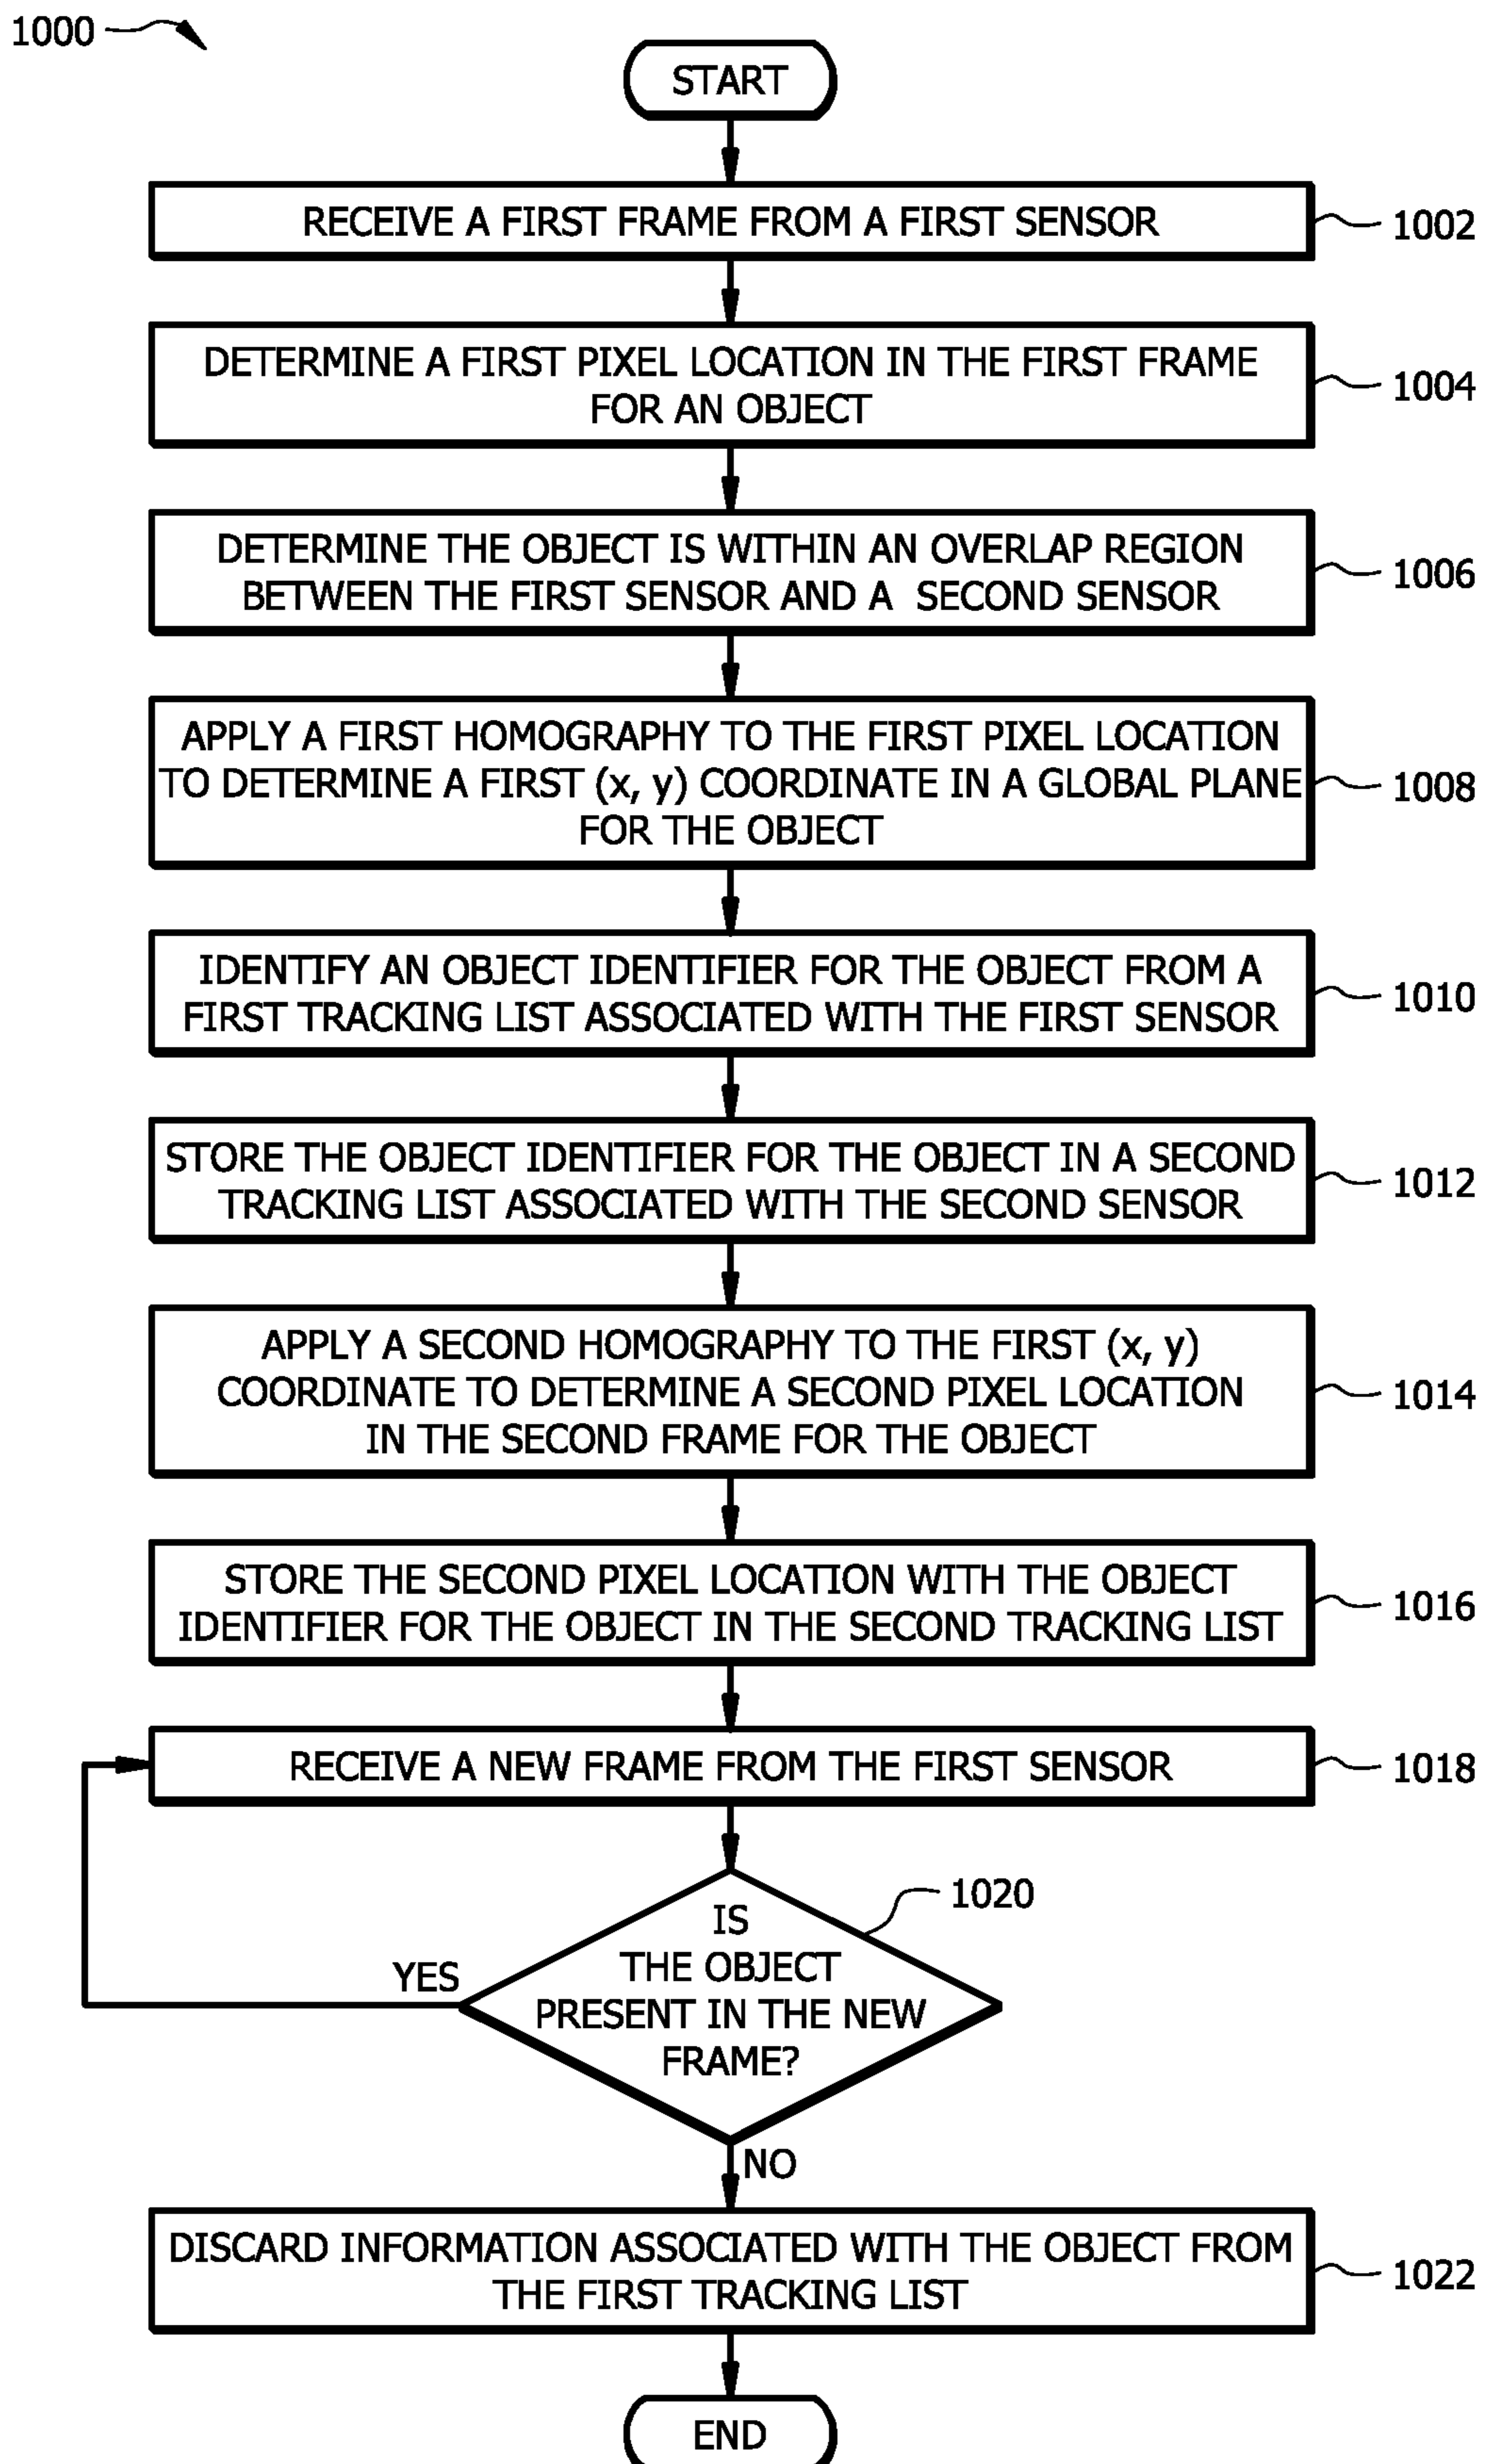 1000
START
RECEIVE A FIRST FRAME FROM A FIRST SENSOR
1002
DETERMINE A FIRST PIXEL LOCATION IN THE FIRST FRAME
FOR AN OBJECT
1004
DETERMINE THE OBJECT IS WITHIN AN OVERLAP REGION
BETWEEN THE FIRST SENSOR AND A SECOND SENSOR
1006
APPLY A FIRST HOMOGRAPHY TO THE FIRST PIXEL LOCATION
TO DETERMINE A FIRST (x, y) COORDINATE IN A GLOBAL PLANE
FOR THE OBJECT
1008
IDENTIFY AN OBJECT IDENTIFIER FOR THE OBJECT FROM A
FIRST TRACKING LIST ASSOCIATED WITH THE FIRST SENSOR
1010
STORE THE OBJECT IDENTIFIER FOR THE OBJECT IN A SECOND
TRACKING LIST ASSOCIATED WITH THE SECOND SENSOR
1012
APPLY A SECOND HOMOGRAPHY TO THE FIRST (x, y)
COORDINATE TO DETERMINE A SECOND PIXEL LOCATION
IN THE SECOND FRAME FOR THE OBJECT
1014
STORE THE SECOND PIXEL LOCATION WITH THE OBJECT
IDENTIFIER FOR THE OBJECT IN THE SECOND TRACKING LIST
1016
RECEIVE A NEW FRAME FROM THE FIRST SENSOR
1018
IS
THE OBJECT
PRESENT IN THE NEW
FRAME?
1020
YES
NO
DISCARD INFORMATION ASSOCIATED WITH THE OBJECT FROM
THE FIRST TRACKING LIST
1022
END